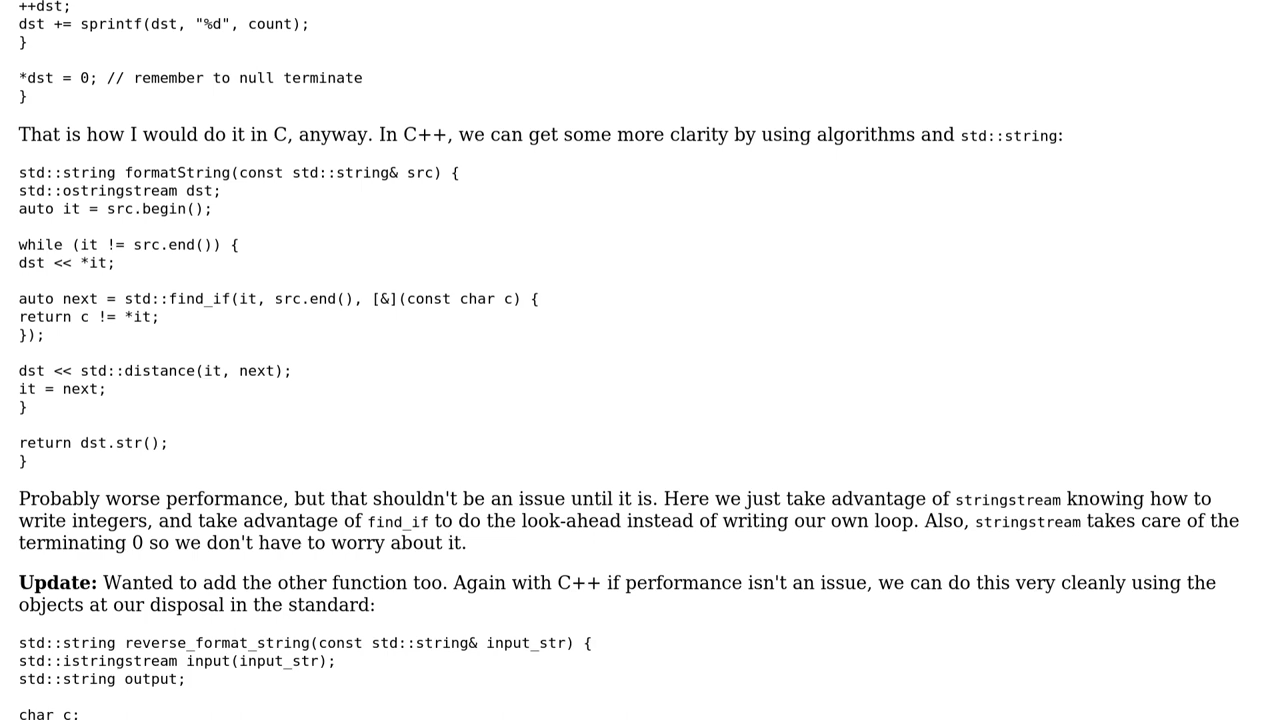 ++dst;
dst += sprintf(dst, "%d", count);
}
*dst = 0; // remember to null terminate
}
That is how I would do it in C, anyway. In C++, we can get some more clarity by using algorithms and std::string:
std::string formatString(const std::string& src) {
std::ostringstream dst;
auto it = src.begin();
while (it != src.end()) {
dst << *it;
auto next = std::find_if(it, src.end(), [&](const char c) {
return c != *it;
});
dst << std::distance(it, next);
it = next;
}
return dst.str();
}
Probably worse performance, but that shouldn't be an issue until it is. Here we just take advantage of stringstream knowing how to
write integers, and take advantage of find_if to do the look-ahead instead of writing our own loop. Also, stringstream takes care of the
terminating 0 so we don't have to worry about it.
Update: Wanted to add the other function too. Again with C++ if performance isn't an issue, we can do this very cleanly using the
objects at our disposal in the standard:
std::string reverse_format_string(const std::string& input_str) {
std::istringstream input(input_str);
std::string output;
char c;